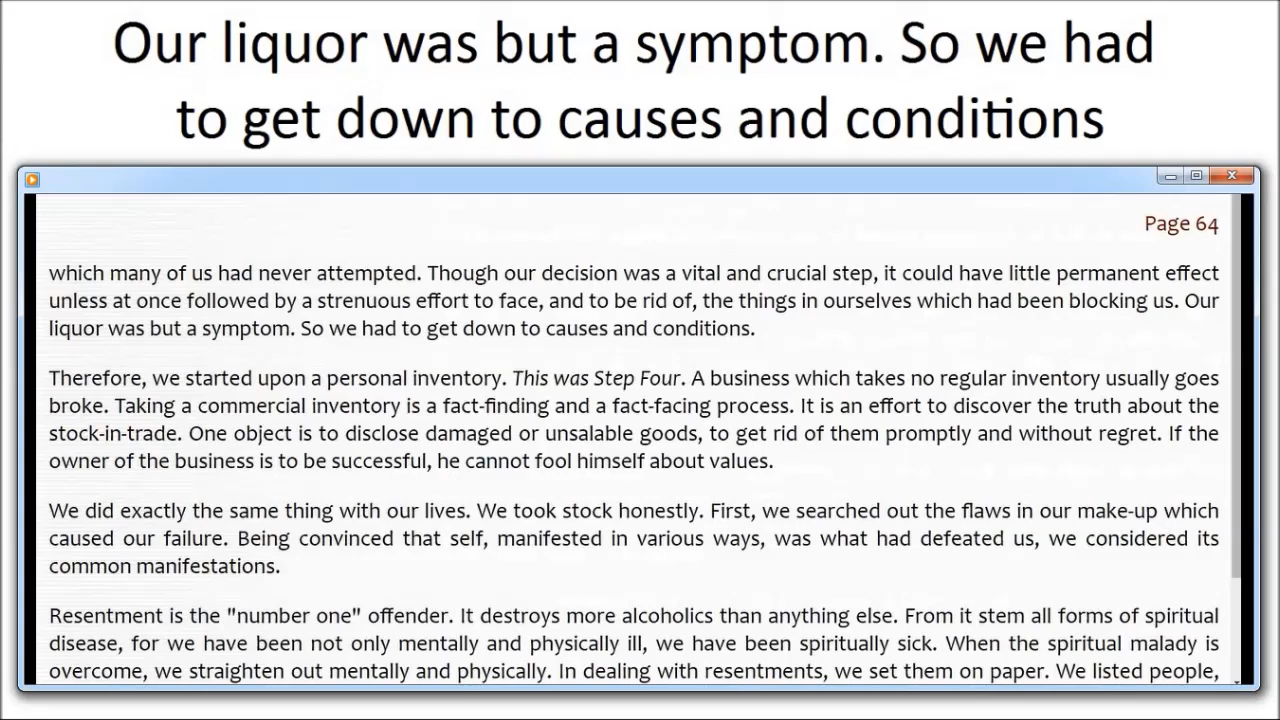 Our liquor was but a symptom. So we had
to get down to causes and conditions
Page 64
which many of us had never attempted. Though our decision was a vital and crucial step, it could have little permanent effect
unless at once followed by a strenuous effort to face, and to be rid of, the things in ourselves which had been blocking us. Our
liquor was but a symptom. So we had to get down to causes and conditions.
Therefore, we started upon a personal inventory. This was Step Four. A business which takes no regular inventory usually goes
broke. Taking a commercial inventory is a fact-finding and a fact-facing process. It is an effort to discover the truth about the
stock-in-trade. One object is to disclose damaged or unsalable goods, to get rid of them promptly and without regret. If the
owner of the business is to be successful, he cannot fool himself about values.
We did exactly the same thing with our lives. We took stock honestly. First, we searched out the flaws in our make-up which
caused our failure. Being convinced that self, manifested in various ways, was what had defeated us, we considered its
common manifestations.
Resentment is the "number one" offender. It destroys more alcoholics than anything else. From it stem all forms of spiritual
disease, for we have been not only mentally and physically ill, we have been spiritually sick. When the spiritual malady is
overcome, we straighten out mentally and physically. In dealing with resentments, we set them on paper. We listed people,